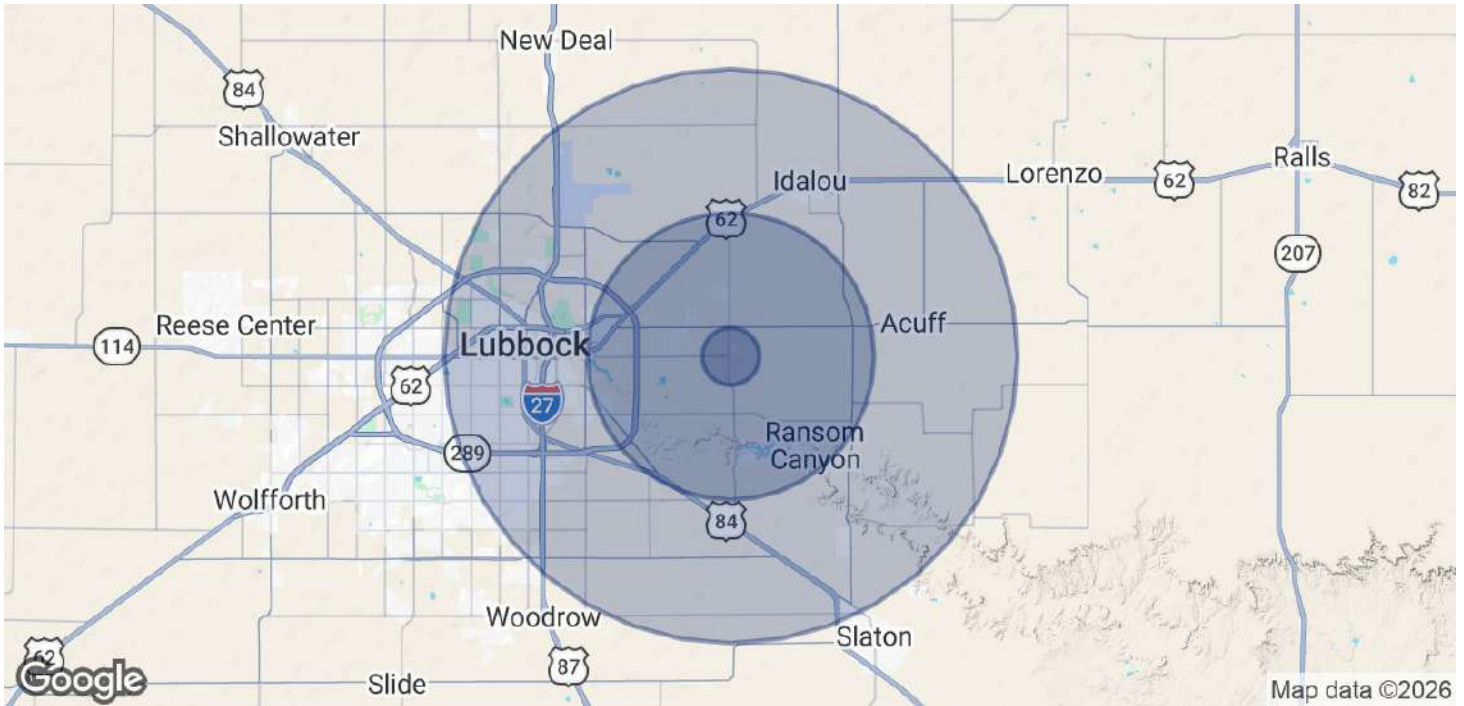 New Deal
84
Shallowater
Idalou
Lorenzo
62
Ralls
82
62
207
Reese Center
114
Lubbock
Acuff
62
27
289
Ransom
Canyon
Wolfforth
84
Woodrow
Slaton
62
87
Google
Slide
Map data ©2026